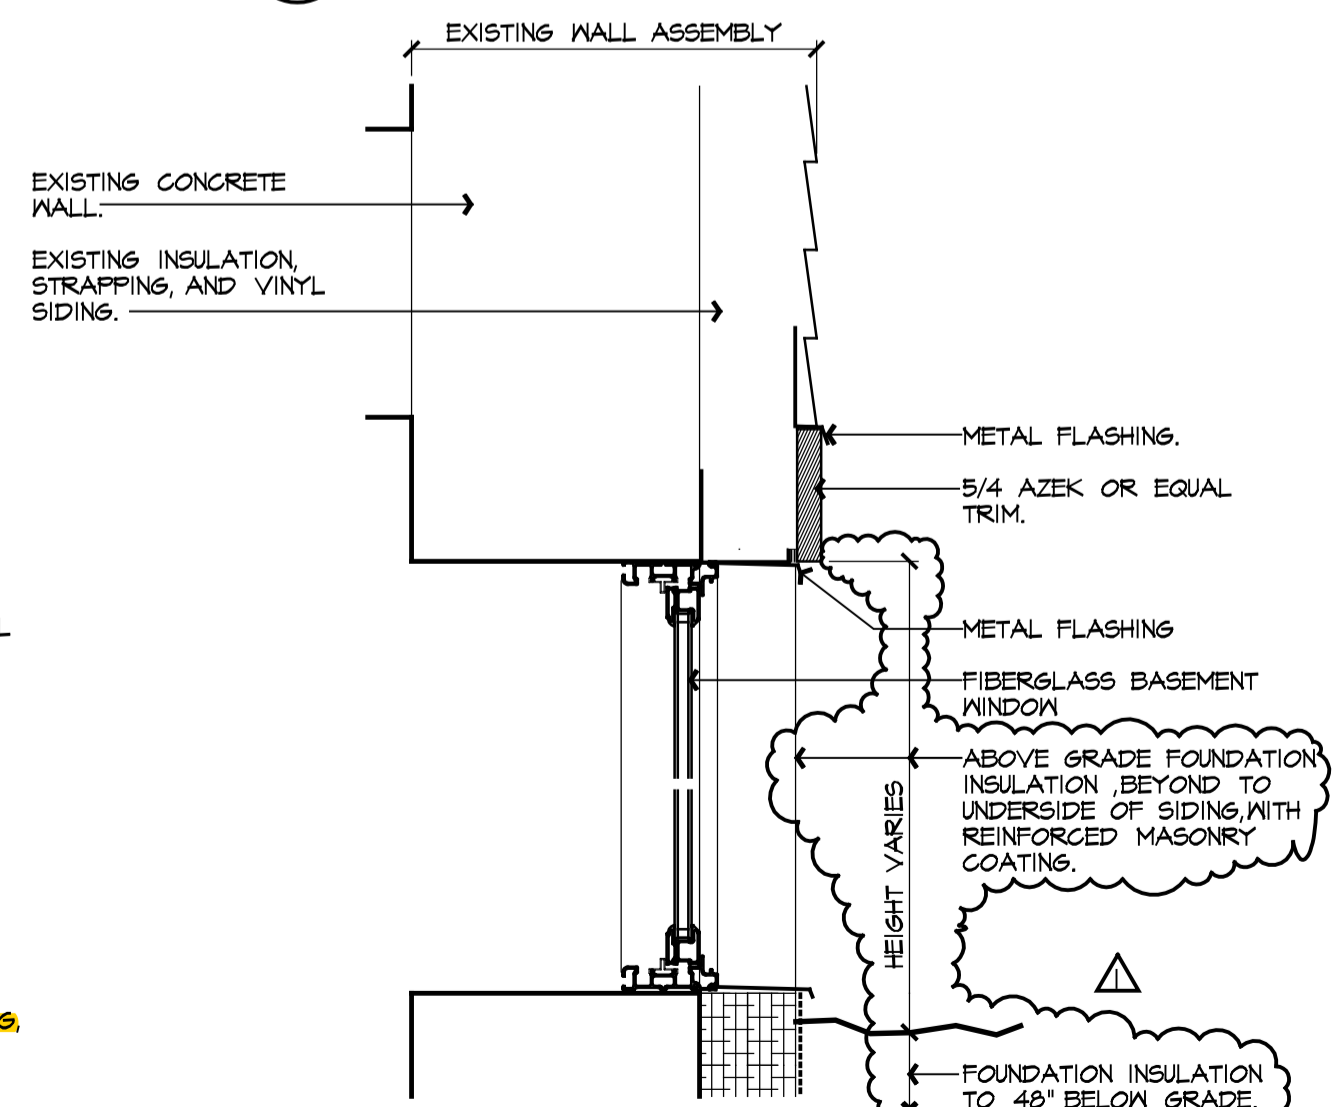 EXISTING WALL ASSEMBLY
EXISTING CONCRETE
WALL.
EXISTING INSULATION,
STRAPPING, AND VINYL
SIDING.
METAL FLASHING.
5/4 AZEK OR EQUAL
TRIM.
METAL FLASHING
FIBERGLASS BASEMENT
WINDOW
ABOVE GRADE FOUNDATION
INSULATION ,BEYOND TO
UNDERSIDE OF SIDING,WITH
REINFORCED MASONRY
COATING.
HEIGHT VARIES
1
G,
FOUNDATION INSULATION
TO 48" BELOW GRADE.